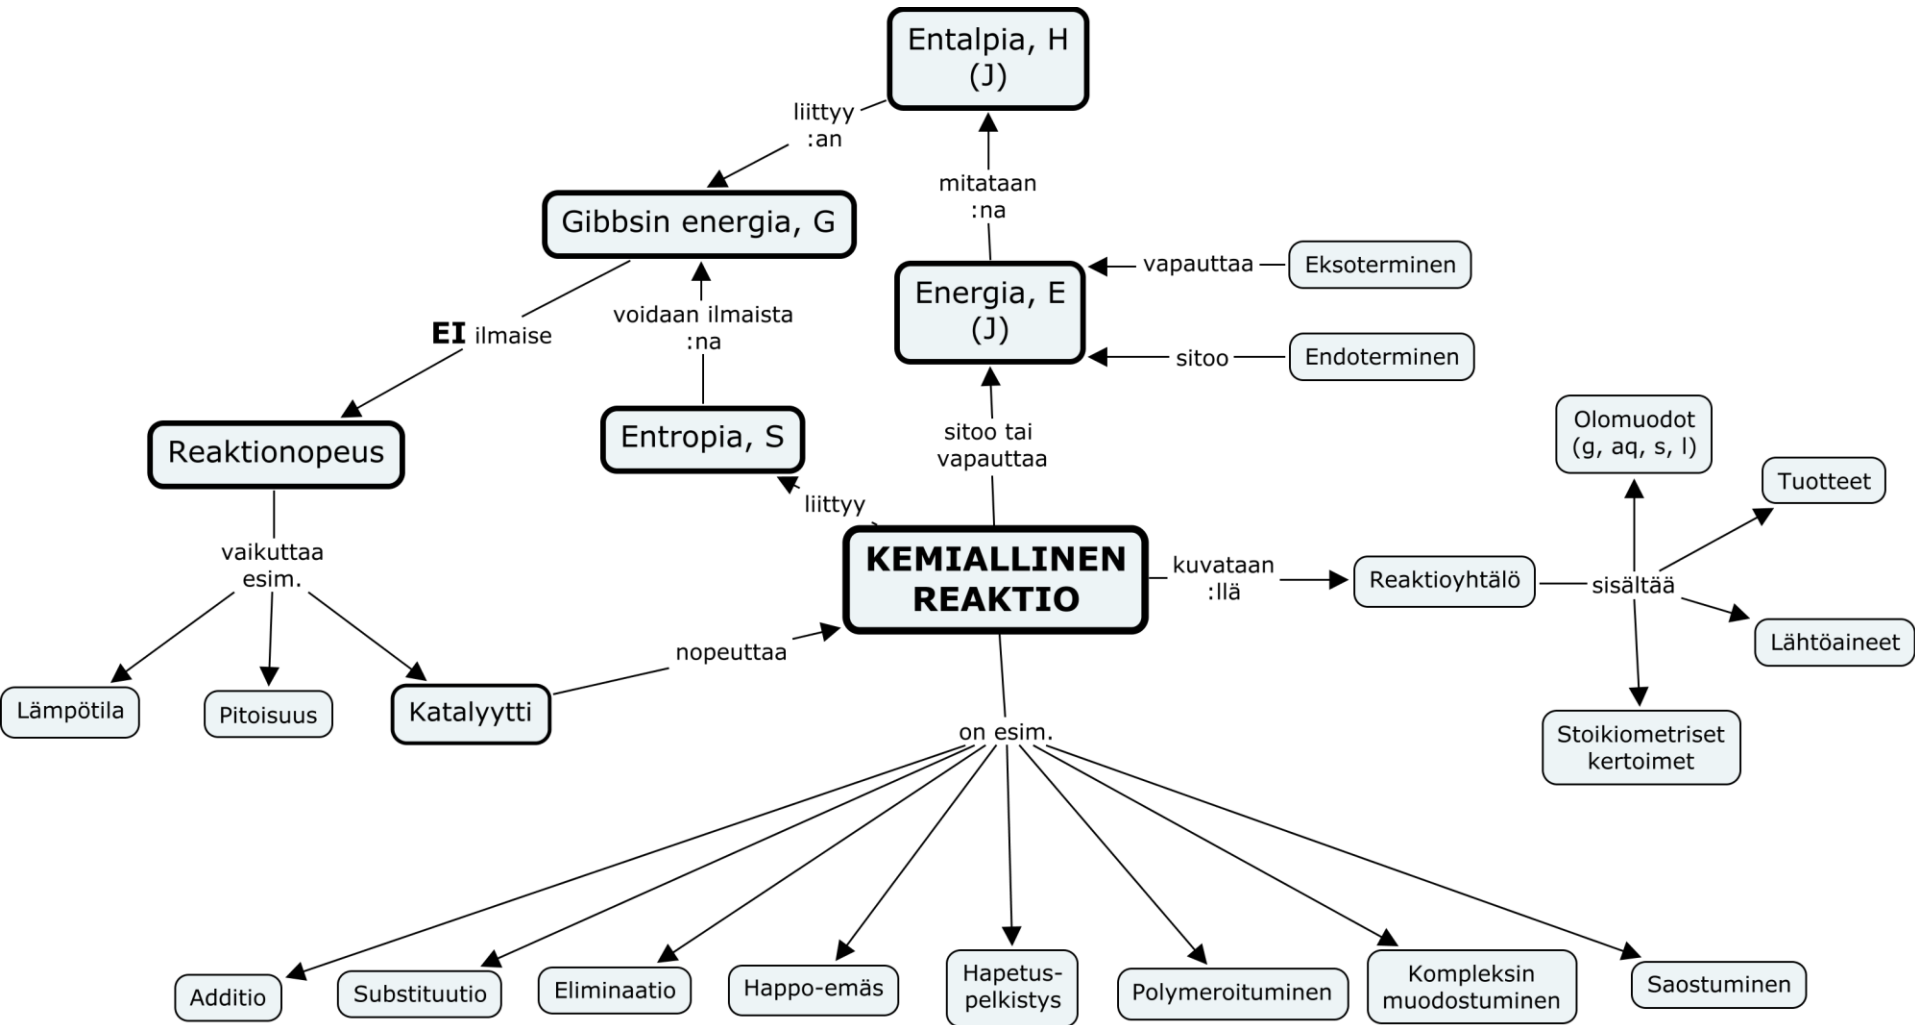 Entalpia, H
(J)
liittyy
:an
mitataan
:na
Gibbsin energia, G
Energia, E
(J)
vapauttaa
Eksoterminen
sitoo
Endoterminen
EI ilmaise
voidaan ilmaista
:na
Reaktionopeus
Entropia, S
sitoo tai
vapauttaa
liittyy
KEMIALLINEN
REAKTIO
kuvataan
:llä
Reaktioyhtälö
sisältää
Olomuodot
(g, aq, s, l)
Tuotteet
Lähtöaineet
Stoikiometriset
kertoimet
vaikuttaa
esim.
nopeuttaa
Lämpötila
Pitoisuus
Katalyytti
on esim.
Additio
Substituutio
Eliminaatio
Happo-emäs
Hapetus-
pelkistys
Polymeroituminen
Kompleksin
muodostuminen
Saostuminen